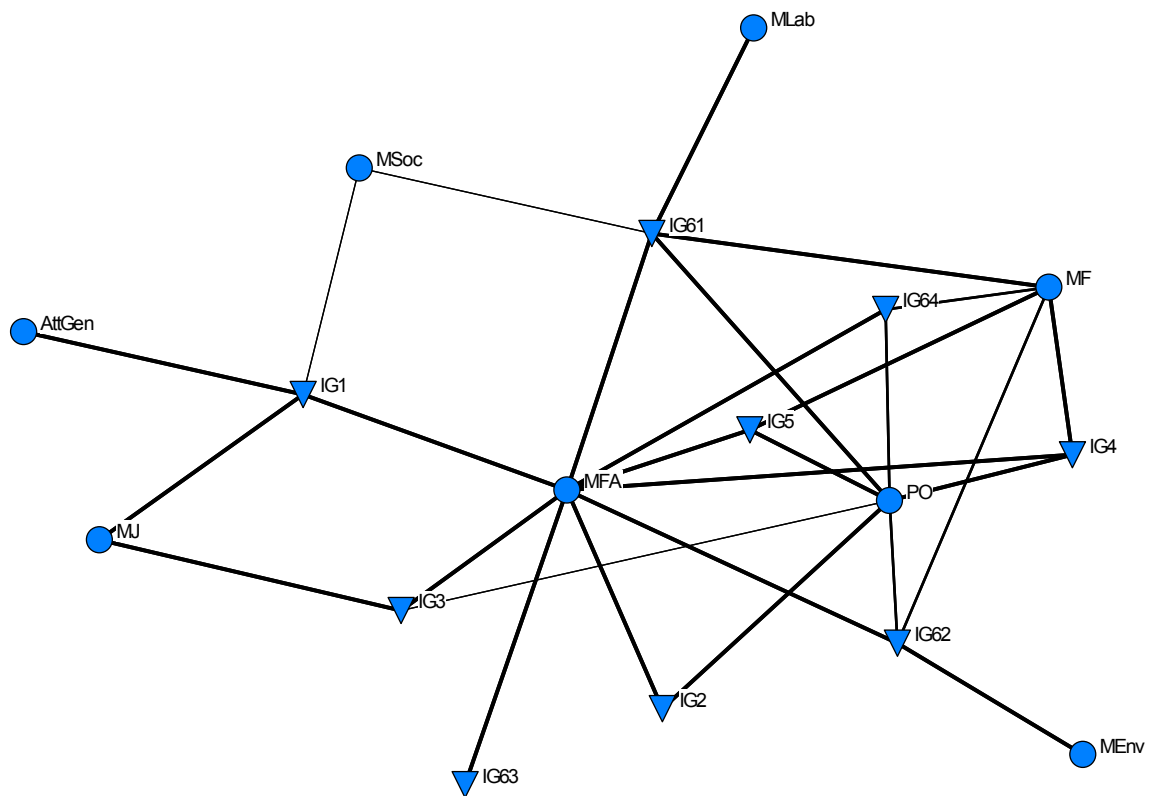 MLab
MSoc
IG61
MF
IG64
AttGen
IG1
IG5
IG4
MFA
PO
MJ
IG3
IG62
IG2
MEnv
IG63